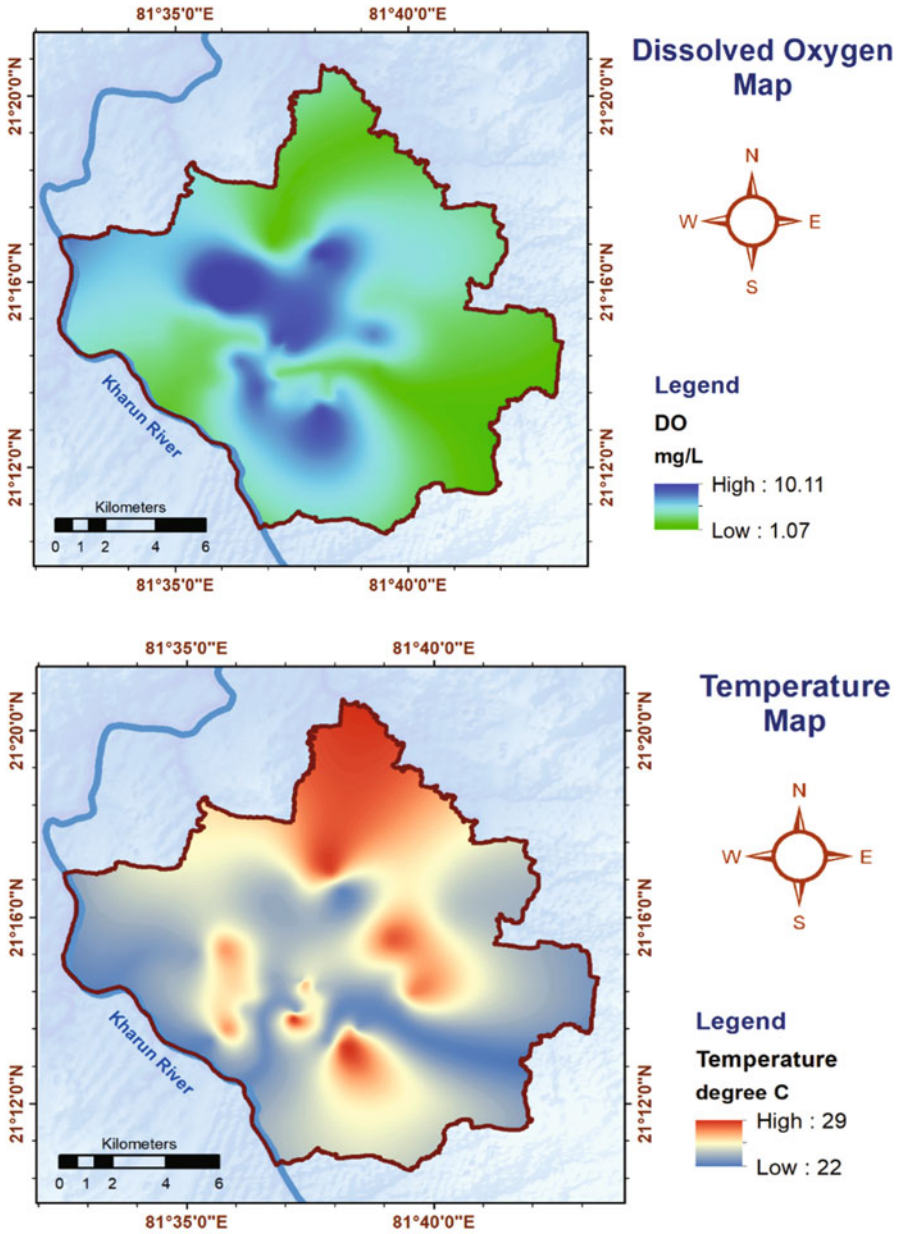 81°35'0"E 81°40'0"E
Dissolved Oxygen
Map
21°20'0"N
21°16'0"N
21°12'0"N
21°20'0"N
21°16'0"N
21°12'0"N
N
W E
S
Kharun River
Kilometers
0 1 2 4 6
81°35'0"E 81°40'0"E
Legend
DO
mg/L
High : 10.11
Low : 1.07
81°35'0"E 81°40'0"E
Temperature
Map
21°20'0"N
21°16'0"N
21°12'0"N
21°20'0"N
21°16'0"N
21°12'0"N
N
W E
S
Kharun River
Kilometers
0 1 2 4 6
81°35'0"E 81°40'0"E
Legend
Temperature
degree C
High : 29
Low : 22